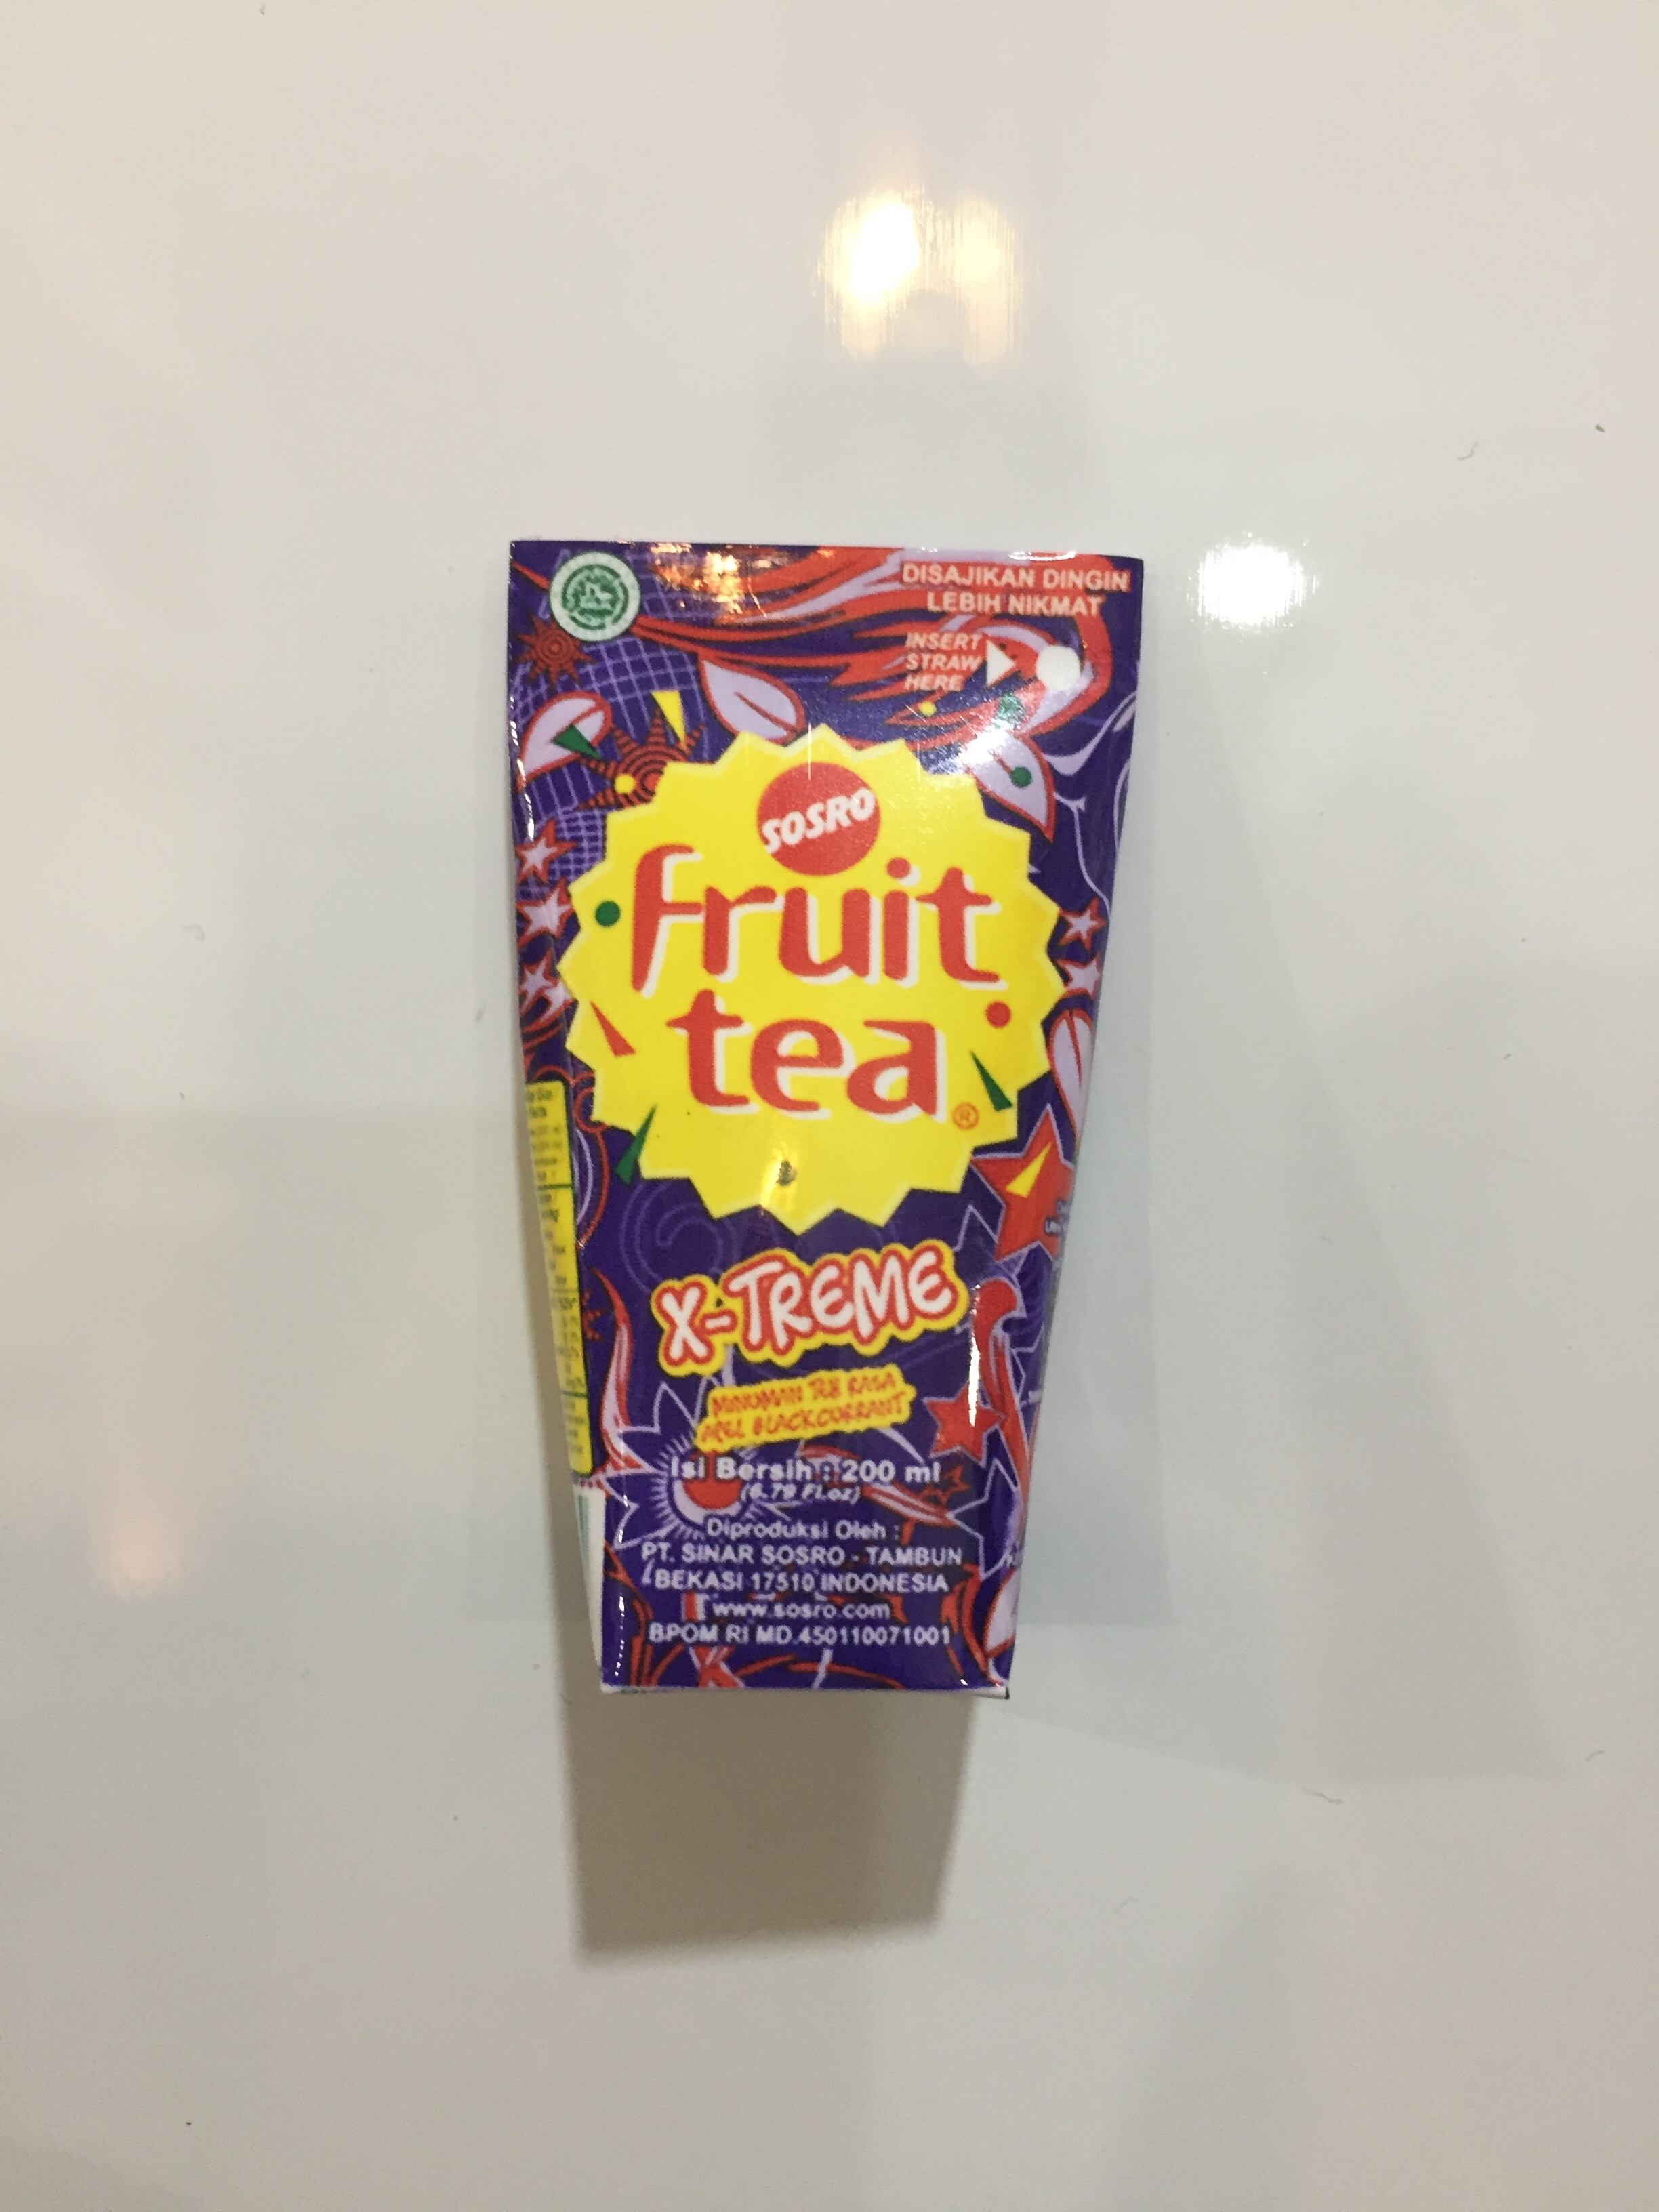 DISAJIKAN DINGIN
LEBIH NIKMAT
INSERT
STRAW
HERE
SOSRO
fruit
tea®
X-TREME
MINUMAN TEH RASA
APEL BLACKCURRANT
Isi Bersih : 200 ml
(6.79 Fl.oz)
Diproduksi Oleh :
PT. SINAR SOSRO - TAMBUN
BEKASI 17510 INDONESIA
www.sosro.com
BPOM RI MD.450110071001